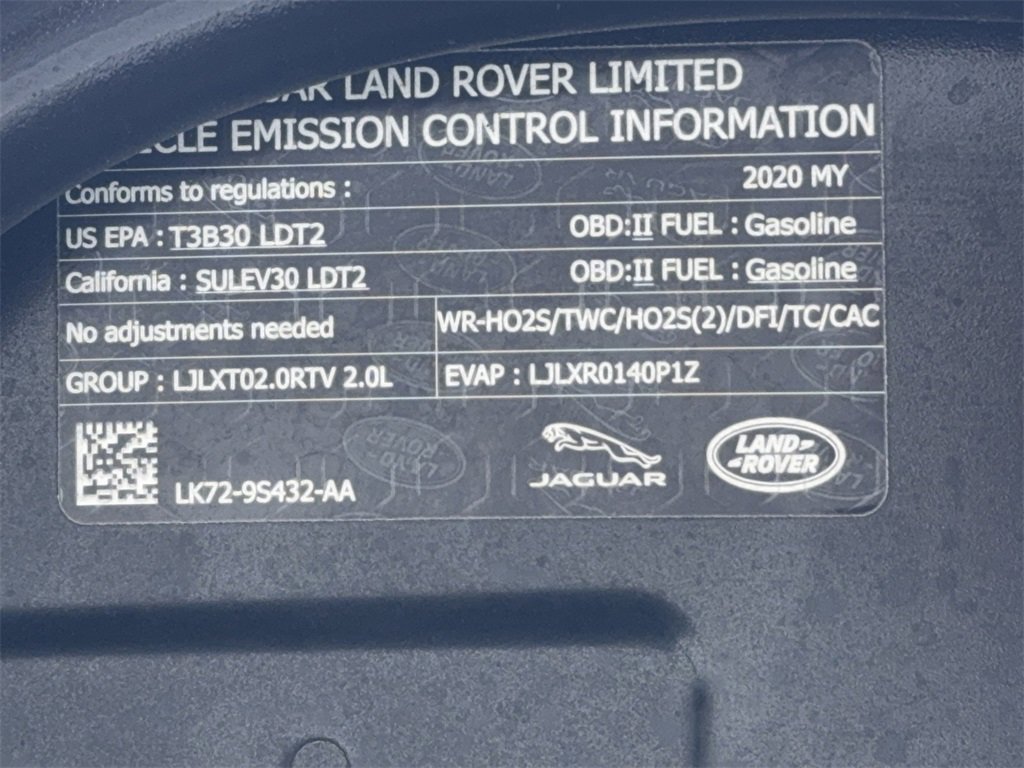 LAND ROVER LIMITED
EMISSION CONTROL INFORMATION
Conforms to regulations : 2020 MY
US EPA : T3B30 LDT2 OBD:II FUEL : Gasoline
California : SULEV30 LDT2 OBD:II FUEL : Gasoline
No adjustments needed WR-HO2S/TWC/HO2S(2)/DFI/TC/CAC
GROUP : LJLXT02.0RTV 2.0L EVAP : LJLXR0140P1Z
LK72-9S432-AA
JAGUAR
LAND-
-ROVER